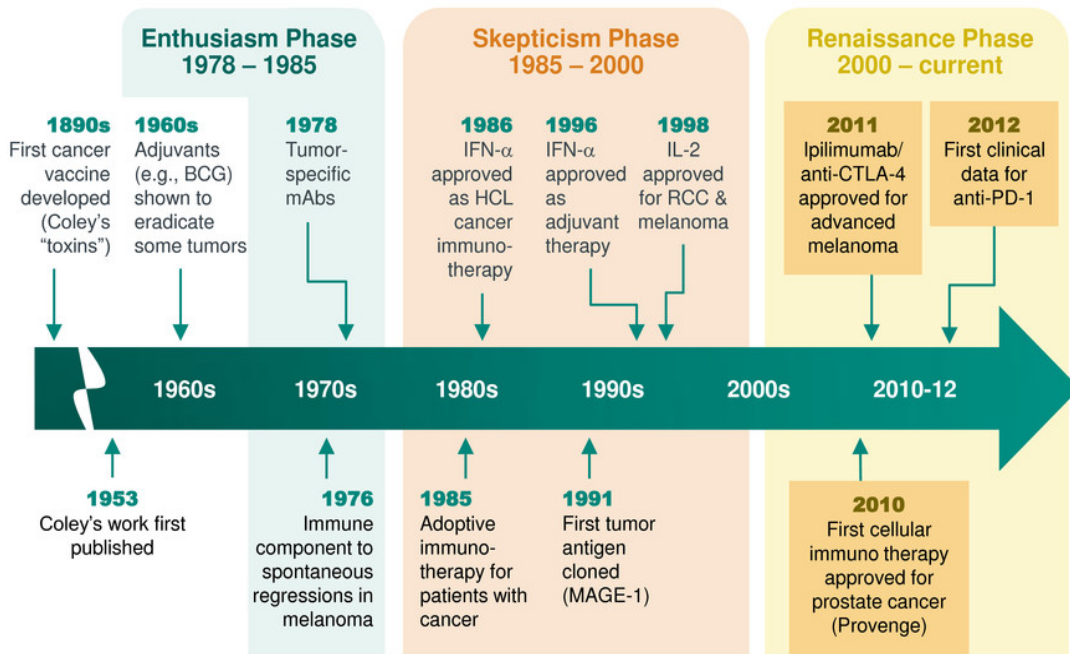 Enthusiasm Phase
1978 – 1985
Skepticism Phase
1985 – 2000
Renaissance Phase
2000 – current
1890s
First cancer
vaccine
developed
(Coley's
“toxins”)
1960s
Adjuvants
(e.g., BCG)
shown to
eradicate
some tumors
1978
Tumor-
specific
mAbs
1986
IFN-α
approved
as HCL
cancer
immuno-
therapy
1996
IFN-α
approved
as
adjuvant
therapy
1998
IL-2
approved
for RCC &
melanoma
2011
Ipilimumab/
anti-CTLA-4
approved for
advanced
melanoma
2012
First clinical
data for
anti-PD-1
1960s
1970s
1980s
1990s
2000s
2010-12
1953
Coley's work first
published
1976
Immune
component to
spontaneous
regressions in
melanoma
1985
Adoptive
immuno-
therapy for
patients with
cancer
1991
First tumor
antigen
cloned
(MAGE-1)
2010
First cellular
immuno therapy
approved for
prostate cancer
(Provenge)